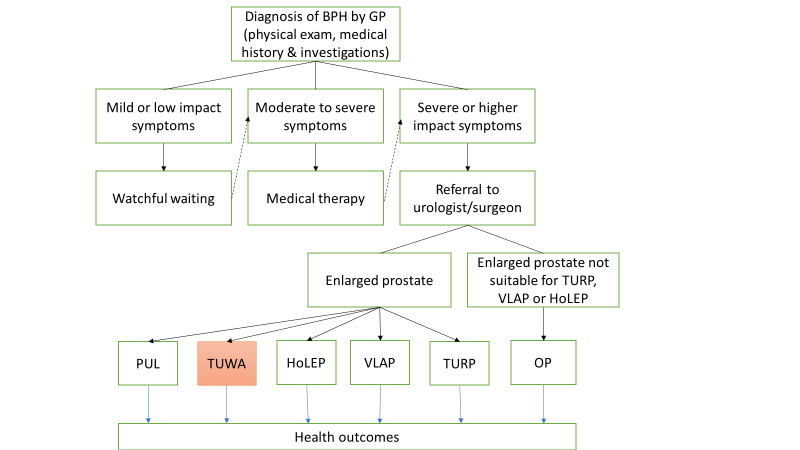 Diagnosis of BPH by GP
(physical exam, medical
history & investigations)
Mild or low impact
symptoms
Moderate to severe
symptoms
Severe or higher
impact symptoms
Watchful waiting
Medical therapy
Referral to
urologist/surgeon
Enlarged prostate
Enlarged prostate not
suitable for TURP,
VLAP or HoLEP
PUL
TUWA
HoLEP
VLAP
TURP
OP
Health outcomes